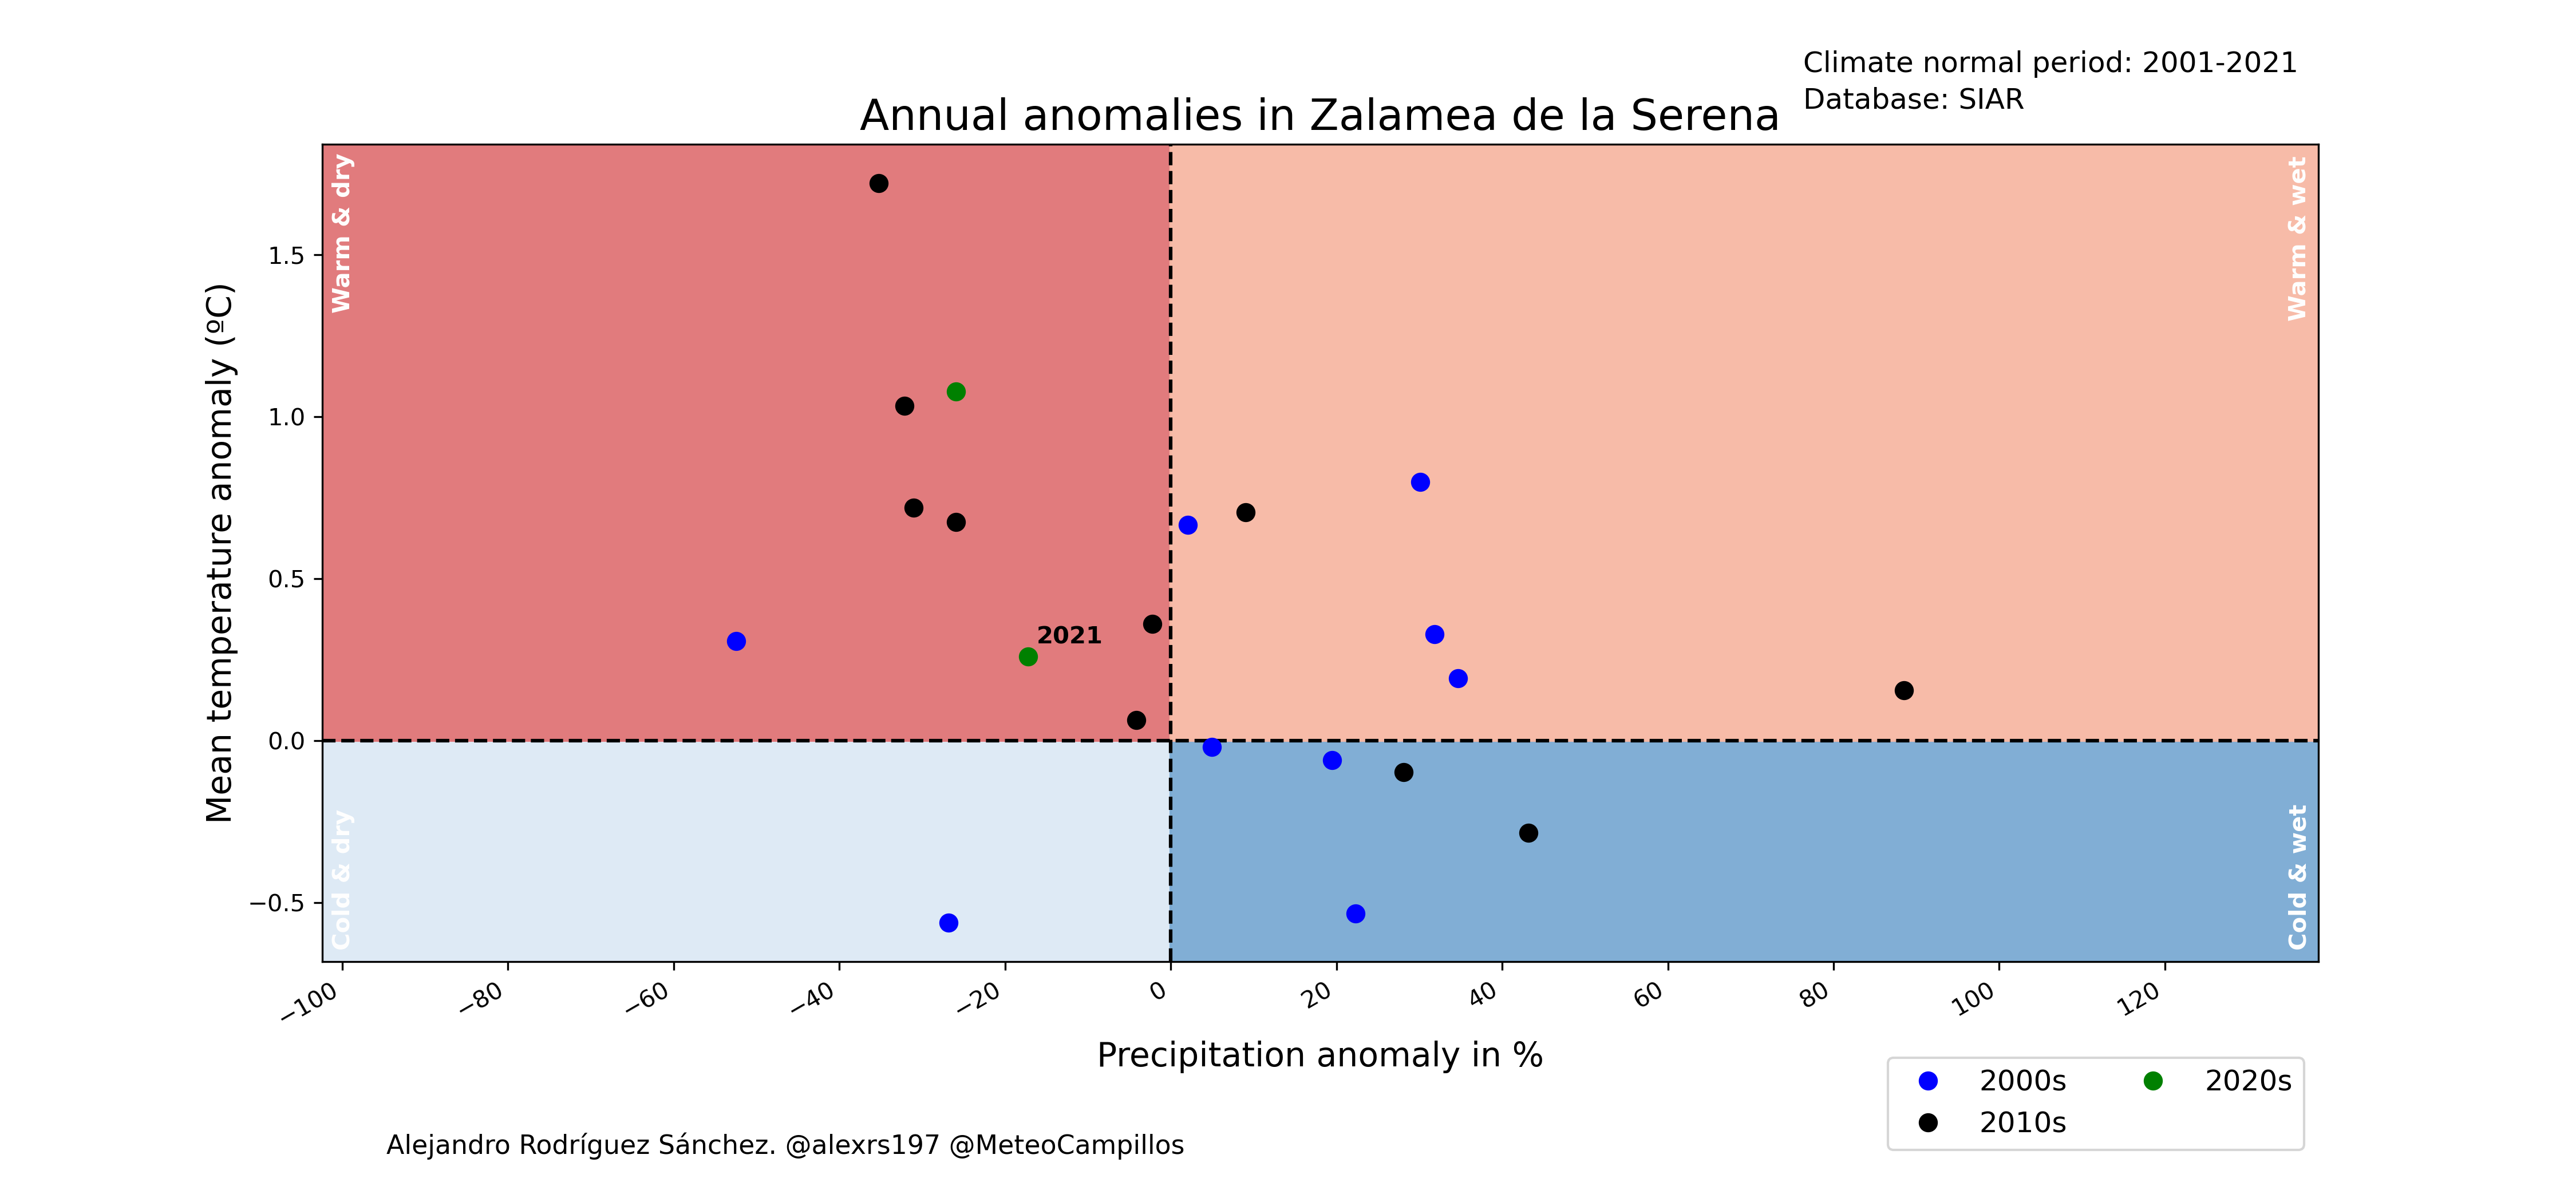 Climate normal period: 2001-2021
Database: SIAR
Annual anomalies in Zalamea de la Serena
Warm & dry
Warm & wet
Cold & dry
Cold & wet
Mean temperature anomaly (ºC)
1.5
1.0
0.5
0.0
−0.5
2021
−100 −80 −60 −40 −20 0 20 40 60 80 100 120
Precipitation anomaly in %
2000s 2020s
2010s
Alejandro Rodríguez Sánchez. @alexrs197 @MeteoCampillos